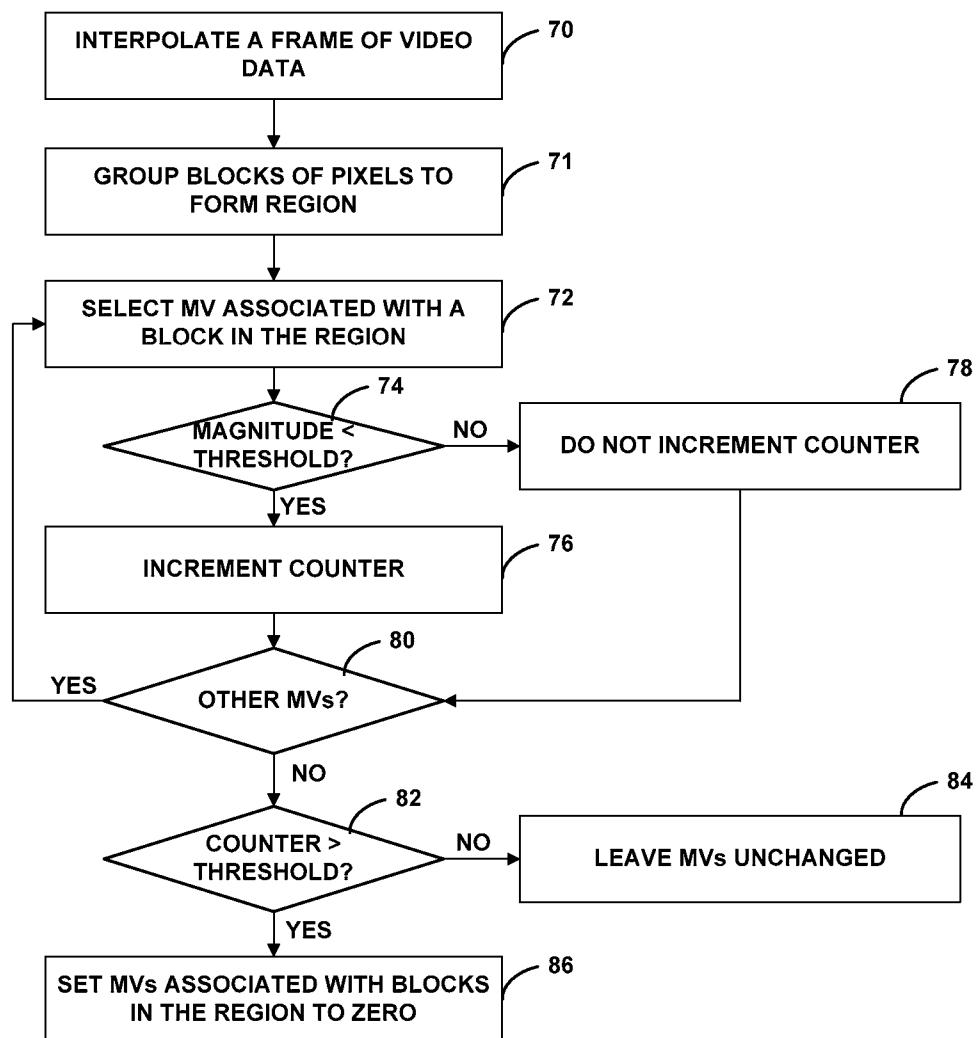 INTERPOLATE A FRAME OF VIDEO
DATA
70
GROUP BLOCKS OF PIXELS TO
FORM REGION
71
SELECT MV ASSOCIATED WITH A
BLOCK IN THE REGION
72
74
MAGNITUDE <
THRESHOLD?
NO
78
DO NOT INCREMENT COUNTER
YES
INCREMENT COUNTER
76
80
YES
OTHER MVs?
NO
82
COUNTER >
THRESHOLD?
NO
84
LEAVE MVs UNCHANGED
YES
SET MVs ASSOCIATED WITH BLOCKS
IN THE REGION TO ZERO
86